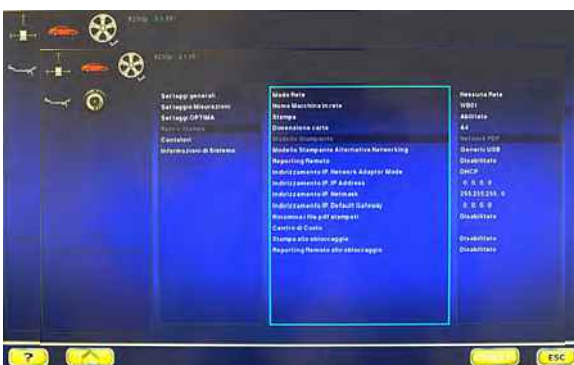 Settaggi generali
Settaggio Misurazioni
Settaggi OPTIMA
Contatori
Informazioni di Sistema
Modo Rete Nessuna Rete
Nome Macchina in rete WB01
Stampa Abilitato
Dimensione carta A4
Modello Stampante Network PDF
Modello Stampante Alternativa Networking Generic USB
Reporting Remoto Disabilitato
Indirizzamento IP. Network Adapter Mode DHCP
Indirizzamento IP. IP Address 0. 0. 0. 0
Indirizzamento IP. Netmask 255.255.255. 0
Indirizzamento IP. Default Gateway 0. 0. 0. 0
Rinomina i file pdf stampati Disabilitato
Centro di Costo
Stampa allo sbloccaggio Disabilitato
Reporting Remoto allo sbloccaggio Disabilitato
?
ESC